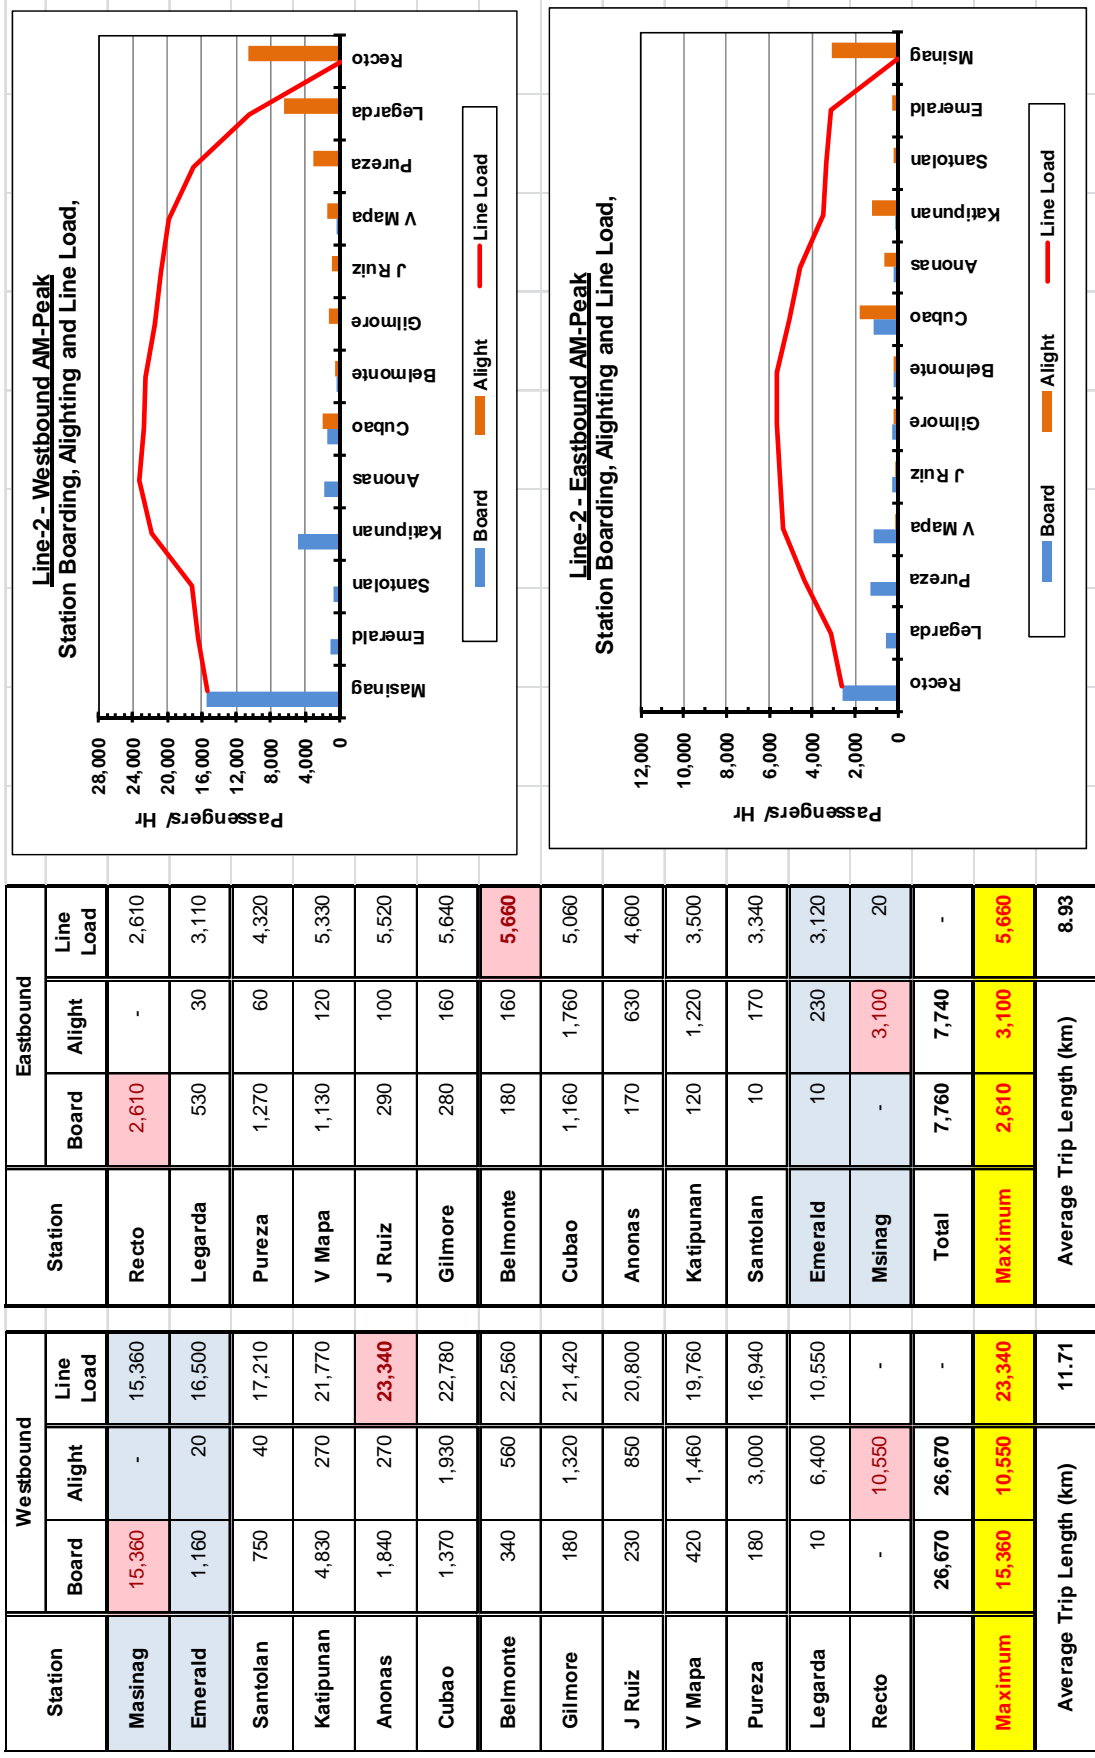 Station Westbound Station Eastbound
Board Alight Line Load Board Alight Line Load
Masinag 15,360 - 15,360 Recto 2,610 - 2,610
Emerald 1,160 20 16,500 Legarda 530 30 3,110
Santolan 750 40 17,210 Pureza 1,270 60 4,320
Katipunan 4,830 270 21,770 V Mapa 1,130 120 5,330
Anonas 1,840 270 23,340 J Ruiz 290 100 5,520
Cubao 1,370 1,930 22,780 Gilmore 280 160 5,640
Belmonte 340 560 22,560 Belmonte 180 160 5,660
Gilmore 180 1,320 21,420 Cubao 1,160 1,760 5,060
J Ruiz 230 850 20,800 Anonas 170 630 4,600
V Mapa 420 1,460 19,760 Katipunan 120 1,220 3,500
Pureza 180 3,000 16,940 Santolan 10 170 3,340
Legarda 10 6,400 10,550 Emerald 10 230 3,120
Recto - 10,550 - Msinag - 3,100 20
26,670 26,670 - Total 7,760 7,740 -
Maximum 15,360 10,550 23,340 Maximum 2,610 3,100 5,660
Average Trip Length (km) 11.71 Average Trip Length (km) 8.93
Line-2 - Westbound AM-Peak
Station Boarding, Alighting and Line Load,
Passengers/ Hr
28,000
24,000
20,000
16,000
12,000
8,000
4,000
0
Masinag
Emerald
Santolan
Katipunan
Anonas
Cubao
Belmonte
Gilmore
J Ruiz
V Mapa
Pureza
Legarda
Recto
Board Alight Line Load
Line-2 - Eastbound AM-Peak
Station Boarding, Alighting and Line Load,
Passengers/ Hr
12,000
10,000
8,000
6,000
4,000
2,000
0
Recto
Legarda
Pureza
V Mapa
J Ruiz
Gilmore
Belmonte
Cubao
Anonas
Katipunan
Santolan
Emerald
Msinag
Board Alight Line Load